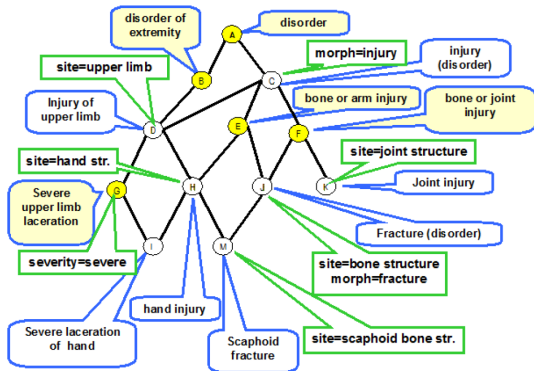 disorder of
extremity
A
disorder
B
C
morph=injury
injury
(disorder)
site=upper limb
Injury of
upper limb
D
E
bone or arm injury
F
bone or joint
injury
site=hand str.
site=joint structure
Severe
upper limb
laceration
G
H
J
K
Joint injury
Fracture (disorder)
severity=severe
I
M
site=bone structure
morph=fracture
hand injury
Severe laceration
of hand
Scaphoid
fracture
site=scaphoid bone str.